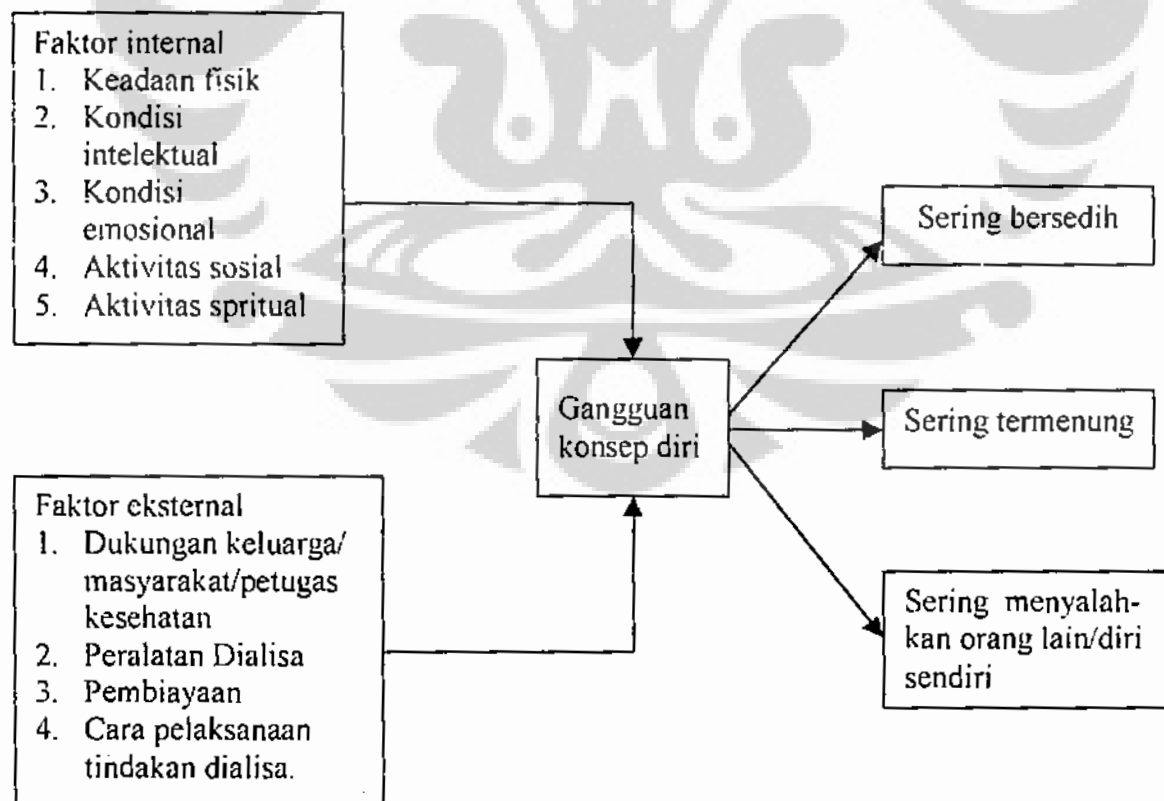 Faktor internal
1. Keadaan fisik
2. Kondisi
intelektual
3. Kondisi
emosional
4. Aktivitas sosial
5. Aktivitas spritual
Faktor eksternal
1. Dukungan keluarga/
masyarakat/petugas
kesehatan
2. Peralatan Dialisa
3. Pembiayaan
4. Cara pelaksanaan
tindakan dialisa.
Gangguan
konsep diri
Sering bersedih
Sering termenung
Sering menyalah-
kan orang lain/diri
sendiri